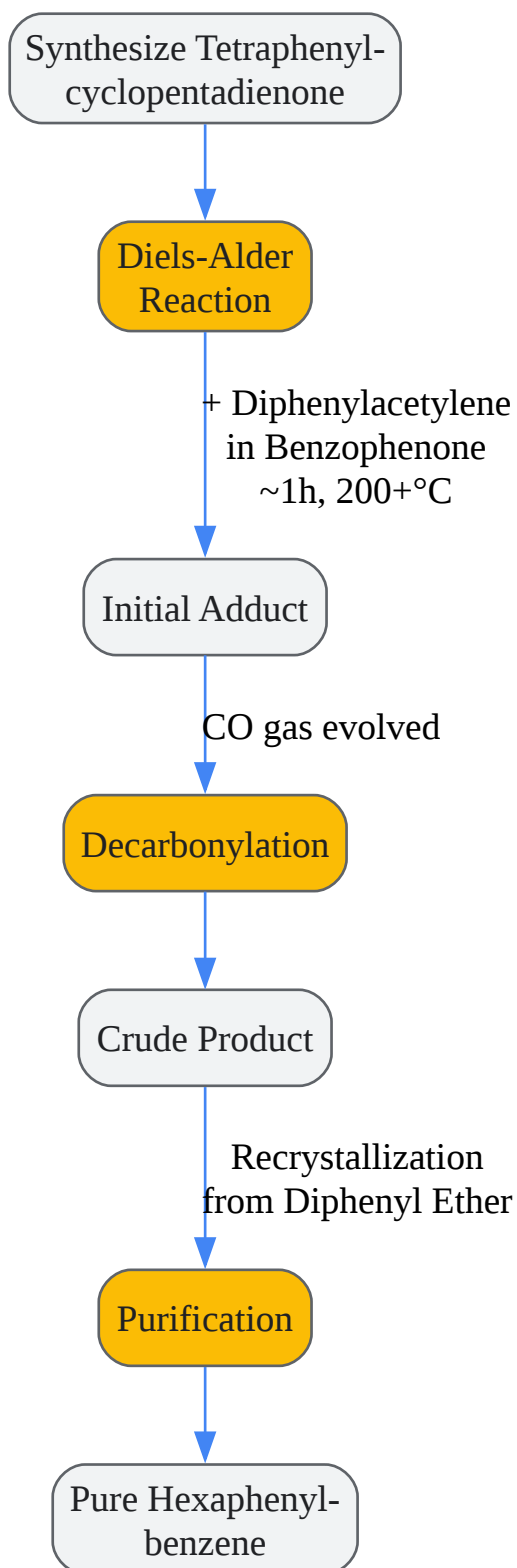 Synthesize Tetraphenyl-
cyclopentadienone
Diels-Alder
Reaction
+ Diphenylacetylene
in Benzophenone
~1h, 200+°C
Initial Adduct
CO gas evolved
Decarbonylation
Crude Product
Recrystallization
from Diphenyl Ether
Purification
Pure Hexaphenyl-
benzene